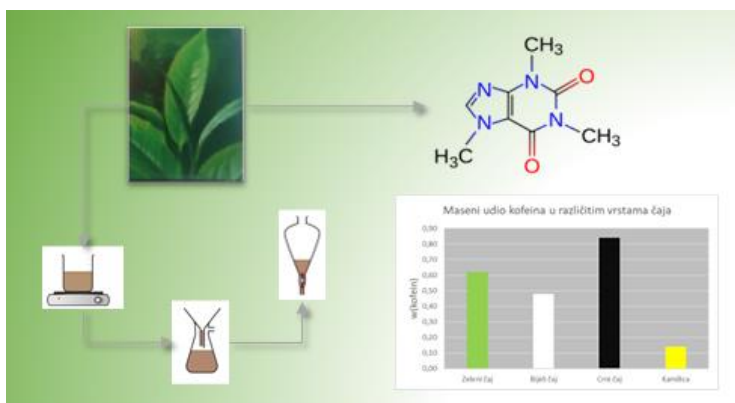 CH₃
N
N
O
N
N
CH₃
H₃C
O
Maseni udio kofeina u različitim vrstama čaja
w(kofein)
0,90
0,80
0,70
0,60
0,50
0,40
0,30
0,20
0,10
0,00
Zeleni čaj
Bijeli čaj
Crni čaj
Kamilica